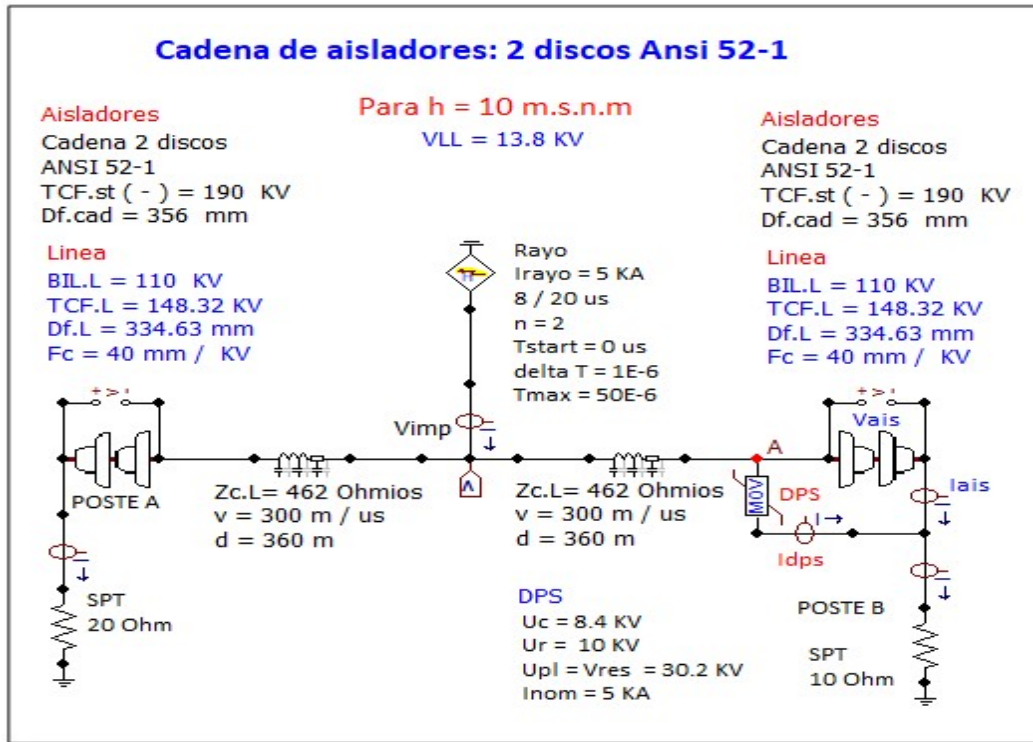 Cadena de aisladores: 2 discos Ansi 52-1
Para h = 10 m.s.n.m
VLL = 13.8 KV
Aisladores
Cadena 2 discos
ANSI 52-1
TCF.st ( - ) = 190 KV
Df.cad = 356 mm
Linea
BIL.L = 110 KV
TCF.L = 148.32 KV
Df.L = 334.63 mm
Fc = 40 mm / KV
Rayo
Irayo = 5 KA
8 / 20 us
n = 2
Tstart = 0 us
delta T = 1E-6
Tmax = 50E-6
Aisladores
Cadena 2 discos
ANSI 52-1
TCF.st ( - ) = 190 KV
Df.cad = 356 mm
Linea
BIL.L = 110 KV
TCF.L = 148.32 KV
Df.L = 334.63 mm
Fc = 40 mm / KV
+ > -
+ > -
H
Vimp
I
V
A
Vais
Iais
I
POSTE A
Zc.L= 462 Ohmios
v = 300 m / us
d = 360 m
Zc.L= 462 Ohmios
v = 300 m / us
d = 360 m
MOV
DPS
I
Idps
I
SPT
20 Ohm
I
DPS
Uc = 8.4 KV
Ur = 10 KV
Upl = Vres = 30.2 KV
Inom = 5 KA
POSTE B
SPT
10 Ohm